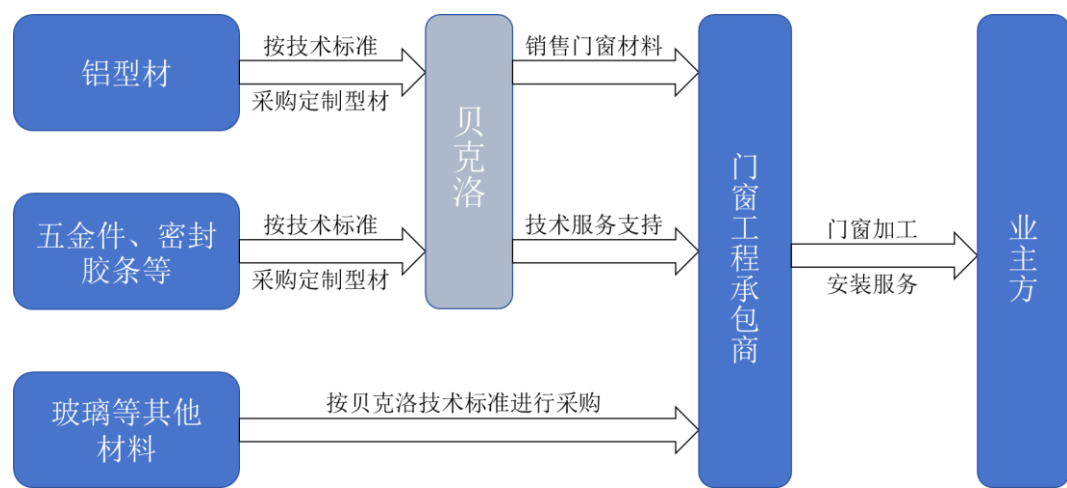 铝型材
按技术标准
采购定制型材
贝克洛
销售门窗材料
五金件、密封
胶条等
按技术标准
采购定制型材
技术服务支持
门窗工程承包商
门窗加工
安装服务
业主方
玻璃等其他
材料
按贝克洛技术标准进行采购